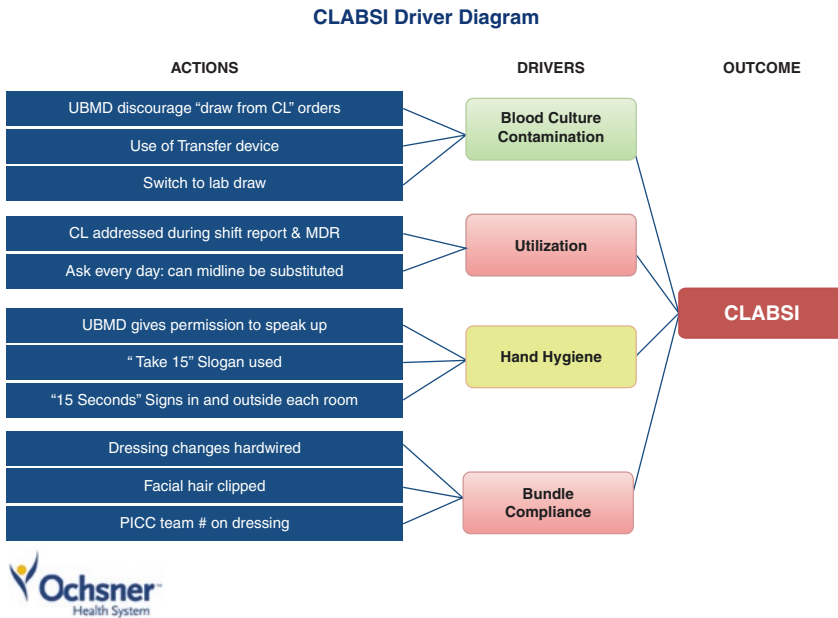 CLABSI Driver Diagram
ACTIONS
DRIVERS
OUTCOME
UBMD discourage “draw from CL” orders
Use of Transfer device
Switch to lab draw
Blood Culture
Contamination
CL addressed during shift report & MDR
Ask every day: can midline be substituted
Utilization
CLABSI
UBMD gives permission to speak up
“ Take 15” Slogan used
“15 Seconds” Signs in and outside each room
Hand Hygiene
Dressing changes hardwired
Facial hair clipped
PICC team # on dressing
Bundle
Compliance
Ochsner™
Health System